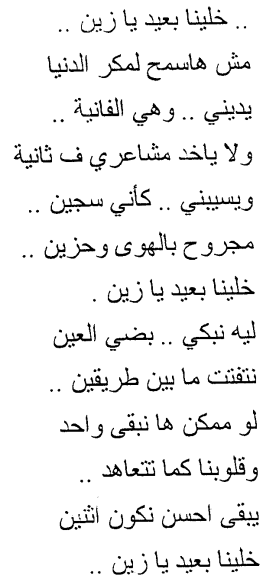 .. خلينا بعيد يا زين ..
مش هاسمح لمكر الدنيا
يديني .. وهي الفانية ..
ولا ياخد مشاعري ف ثانية
ويسيبني .. كأني سجين ..
مجروح بالهوى وحزين ..
خلينا بعيد يا زين .
ليه نبكي .. بضي العين
نتفتت ما بين طريقين ..
لو ممكن ها نبقى واحد
وقلوبنا كما تتعاهد ..
يبقى احسن نكون اثنين
خلينا بعيد يا زين ..